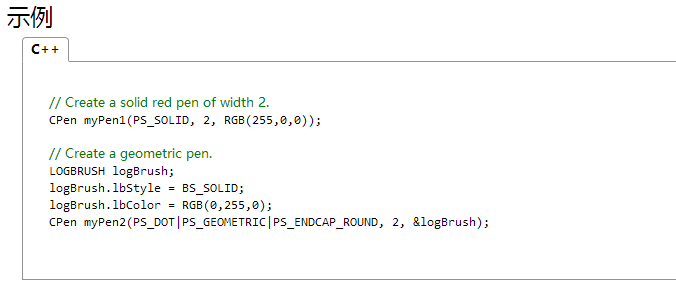 示例
C++
// Create a solid red pen of width 2.
CPen myPen1(PS_SOLID, 2, RGB(255,0,0));
// Create a geometric pen.
LOGBRUSH logBrush;
logBrush.lbStyle = BS_SOLID;
logBrush.lbColor = RGB(0,255,0);
CPen myPen2(PS_DOT|PS_GEOMETRIC|PS_ENDCAP_ROUND, 2, &logBrush);